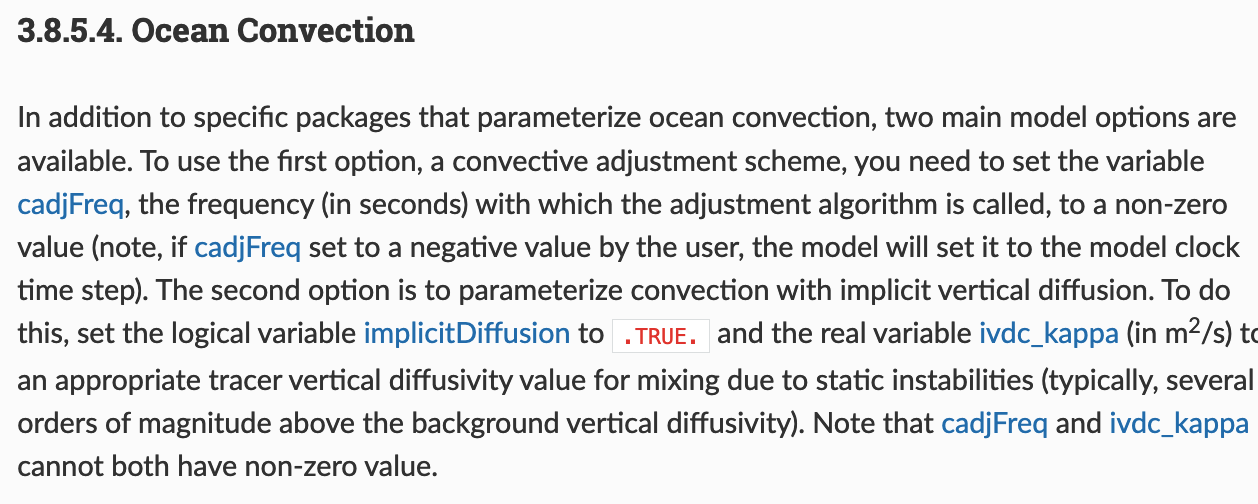 3.8.5.4. Ocean Convection
In addition to specific packages that parameterize ocean convection, two main model options are
available. To use the first option, a convective adjustment scheme, you need to set the variable
cadjFreq, the frequency (in seconds) with which the adjustment algorithm is called, to a non-zero
value (note, if cadjFreq set to a negative value by the user, the model will set it to the model clock
time step). The second option is to parameterize convection with implicit vertical diffusion. To do
this, set the logical variable implicitDiffusion to .TRUE. and the real variable ivdc_kappa (in m²/s) to
an appropriate tracer vertical diffusivity value for mixing due to static instabilities (typically, several
orders of magnitude above the background vertical diffusivity). Note that cadjFreq and ivdc_kappa
cannot both have non-zero value.